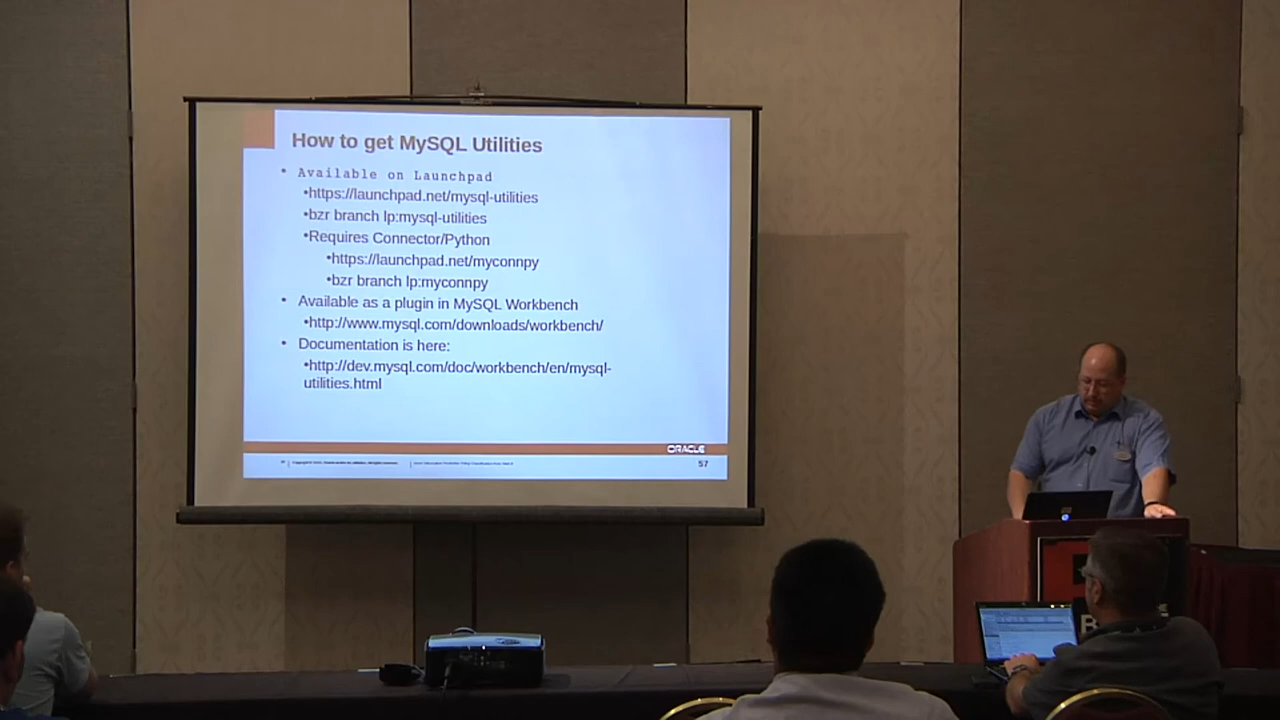 How to get MySQL Utilities
• Available on Launchpad
•https://launchpad.net/mysql-utilities
•bzr branch lp:mysql-utilities
•Requires Connector/Python
•https://launchpad.net/myconnpy
•bzr branch lp:myconnpy
• Available as a plugin in MySQL Workbench
•http://www.mysql.com/downloads/workbench/
• Documentation is here:
•http://dev.mysql.com/doc/workbench/en/mysql-
utilities.html
ORACLE
57